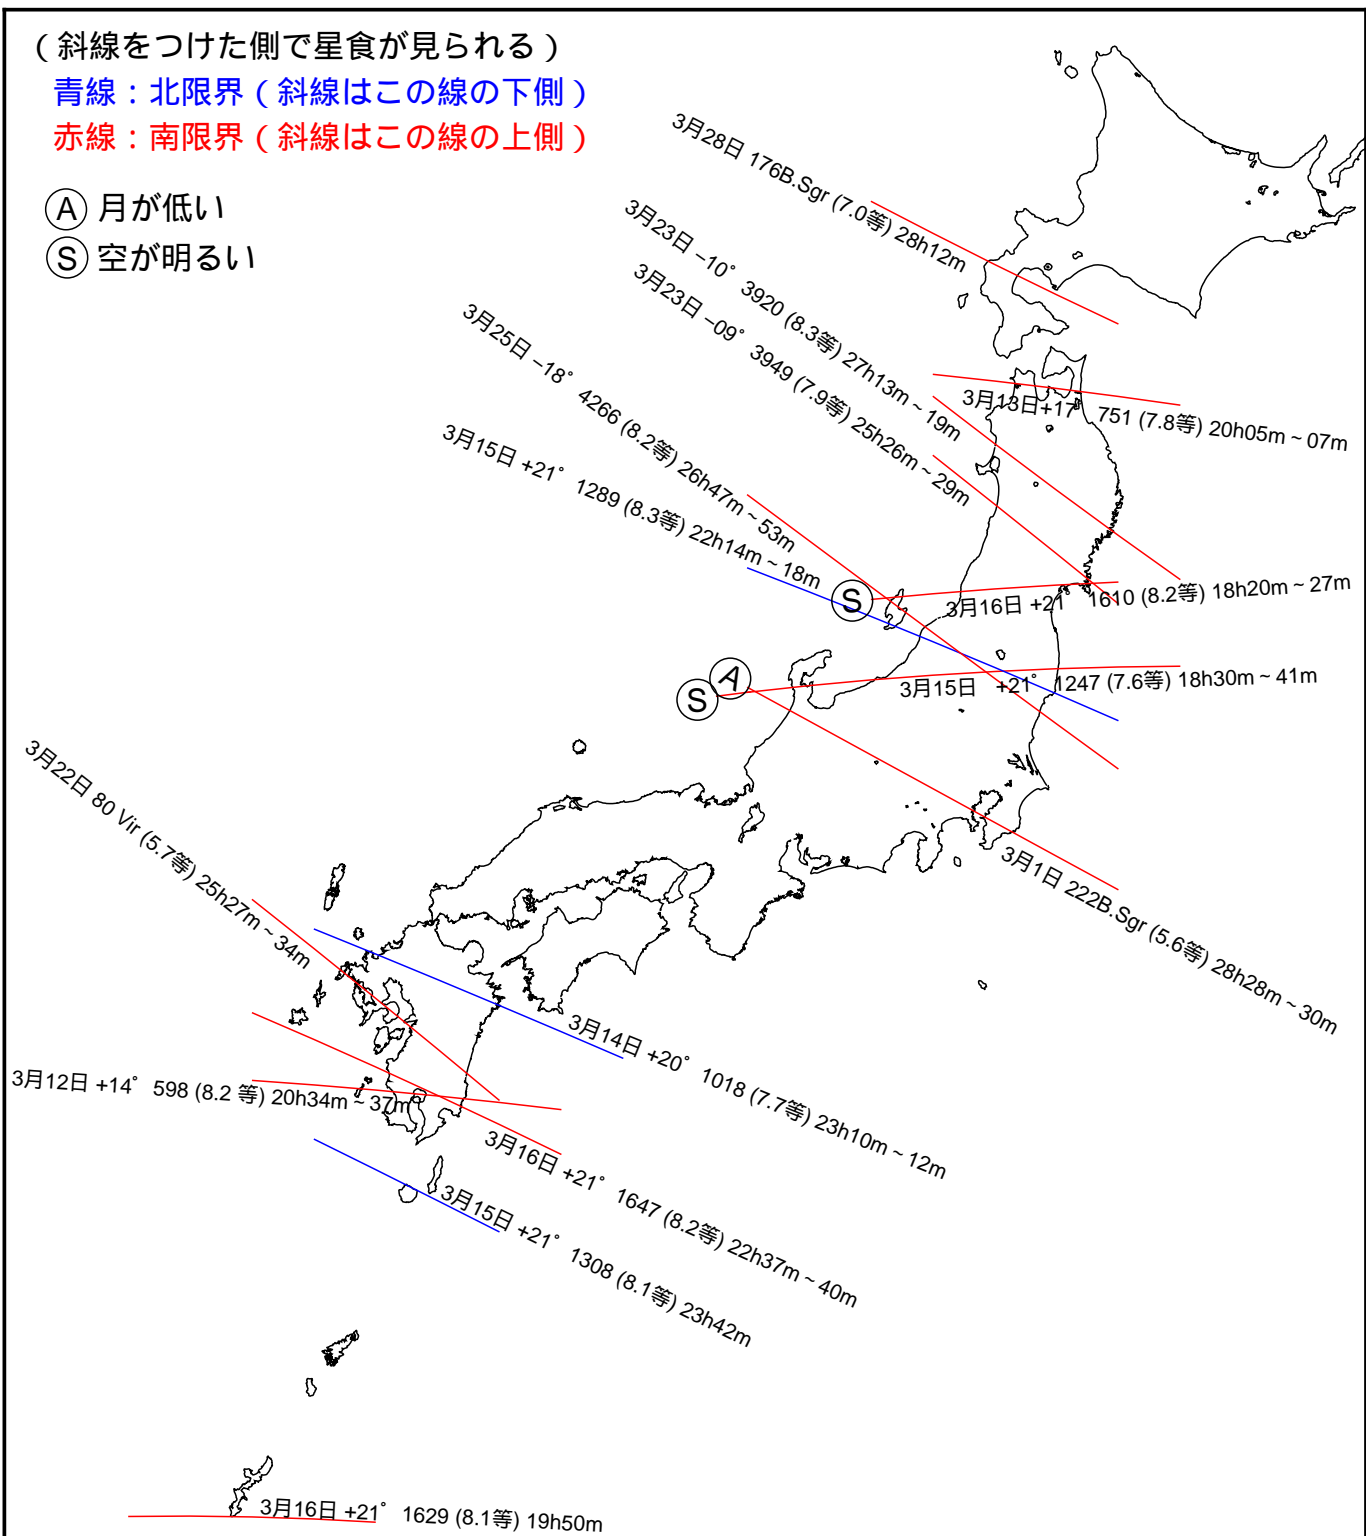 （斜線をつけた側で星食が見られる）
青線：北限界（斜線はこの線の下側）
赤線：南限界（斜線はこの線の上側）
Ⓐ 月が低い
Ⓢ 空が明るい
3月28日 176B.Sgr (7.0等) 28h12m
3月23日 −10° 3920 (8.3等) 27h13m ~ 19m
3月23日 −09° 3949 (7.9等) 25h26m ~ 29m
3月25日 −18° 4266 (8.2等) 26h47m ~ 53m
3月13日+17° 751 (7.8等) 20h05m ~ 07m
3月15日 +21° 1289 (8.3等) 22h14m ~ 18m
Ⓢ
3月16日 +21° 1610 (8.2等) 18h20m ~ 27m
Ⓐ
Ⓢ
3月15日 +21° 1247 (7.6等) 18h30m ~ 41m
3月22日 80 Vir (5.7等) 25h27m ~ 34m
3月1日 222B.Sgr (5.6等) 28h28m ~ 30m
3月14日 +20° 1018 (7.7等) 23h10m ~ 12m
3月12日 +14° 598 (8.2 等) 20h34m ~ 37m
3月16日 +21° 1647 (8.2等) 22h37m ~ 40m
3月15日 +21° 1308 (8.1等) 23h42m
3月16日 +21° 1629 (8.1等) 19h50m